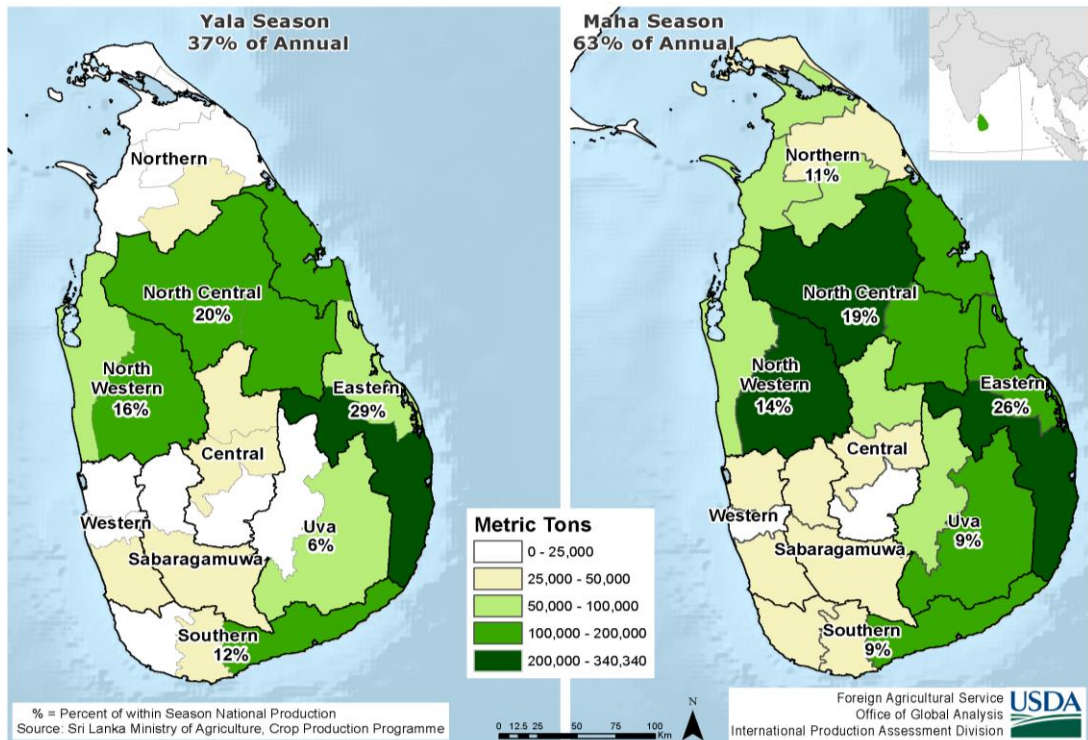 Yala Season
37% of Annual
Northern
North Central
20%
North
Western
16%
Eastern
29%
Central
Western
Uva
6%
Sabaragamuwa
Southern
12%
% = Percent of within Season National Production
Source: Sri Lanka Ministry of Agriculture, Crop Production Programme
Metric Tons
0 - 25,000
25,000 - 50,000
50,000 - 100,000
100,000 - 200,000
200,000 - 340,340
0 12.5 25 50 75 100
Km
N
Maha Season
63% of Annual
Northern
11%
North Central
19%
North
Western
14%
Eastern
26%
Central
Western
Uva
9%
Sabaragamuwa
Southern
9%
Foreign Agricultural Service
Office of Global Analysis
International Production Assessment Division
USDA